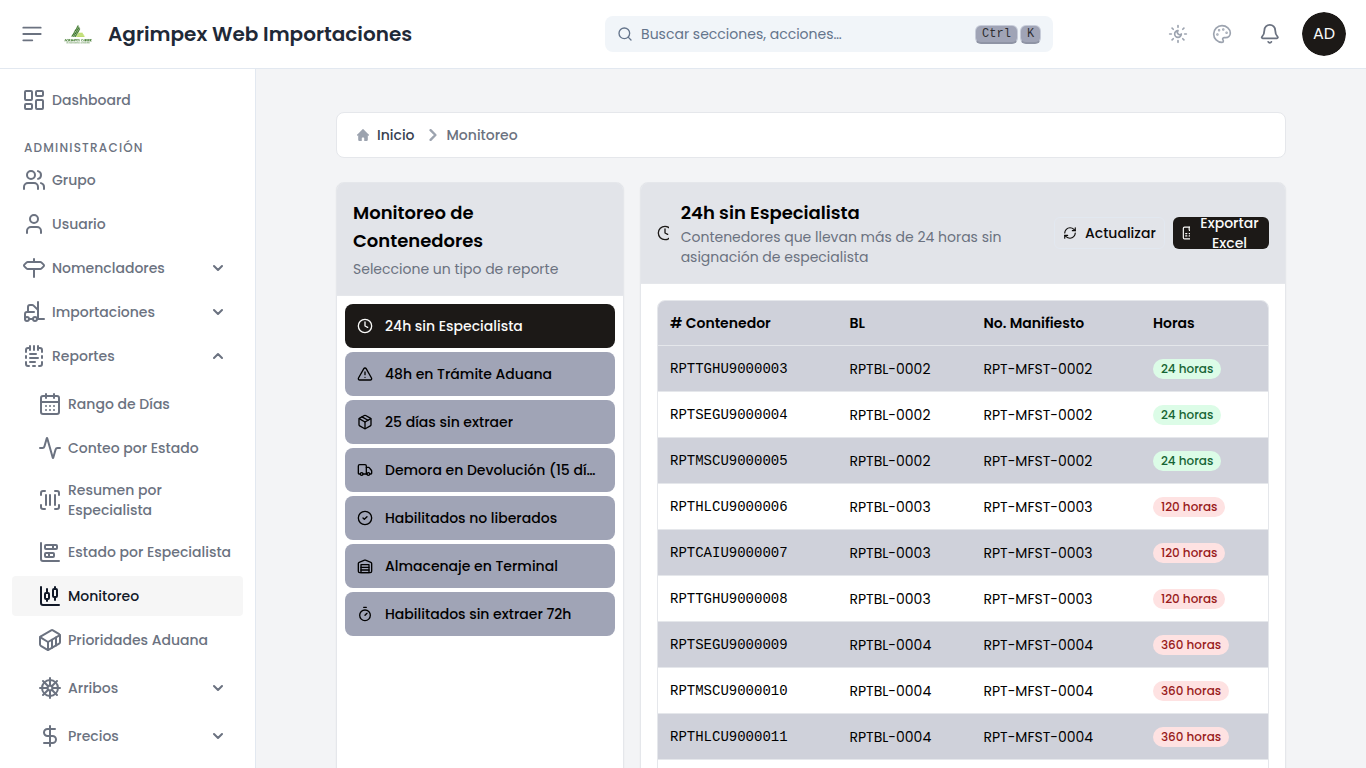 Agrimpex Web Importaciones
Buscar secciones, acciones...
Ctrl K
AD
Dashboard
ADMINISTRACIÓN
Grupo
Usuario
Nomencladores
Importaciones
Reportes
Rango de Días
Conteo por Estado
Resumen por
Especialista
Estado por Especialista
Monitoreo
Prioridades Aduana
Arribos
Precios
Inicio
Monitoreo
Monitoreo de
Contenedores
Seleccione un tipo de reporte
24h sin Especialista
48h en Trámite Aduana
25 días sin extraer
Demora en Devolución (15 dí...
Habilitados no liberados
Almacenaje en Terminal
Habilitados sin extraer 72h
24h sin Especialista
Contenedores que llevan más de 24 horas sin
asignación de especialista
Actualizar
Exportar
Excel
# Contenedor BL No. Manifiesto Horas
RPTTGHU9000003 RPTBL-0002 RPT-MFST-0002 24 horas
RPTSEGU9000004 RPTBL-0002 RPT-MFST-0002 24 horas
RPTMSCU9000005 RPTBL-0002 RPT-MFST-0002 24 horas
RPTHLCU9000006 RPTBL-0003 RPT-MFST-0003 120 horas
RPTCAIU9000007 RPTBL-0003 RPT-MFST-0003 120 horas
RPTTGHU9000008 RPTBL-0003 RPT-MFST-0003 120 horas
RPTSEGU9000009 RPTBL-0004 RPT-MFST-0004 360 horas
RPTMSCU9000010 RPTBL-0004 RPT-MFST-0004 360 horas
RPTHLCU9000011 RPTBL-0004 RPT-MFST-0004 360 horas